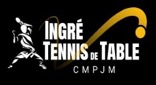 INGRÉ
TENNIS DE TABLE
CMPJM